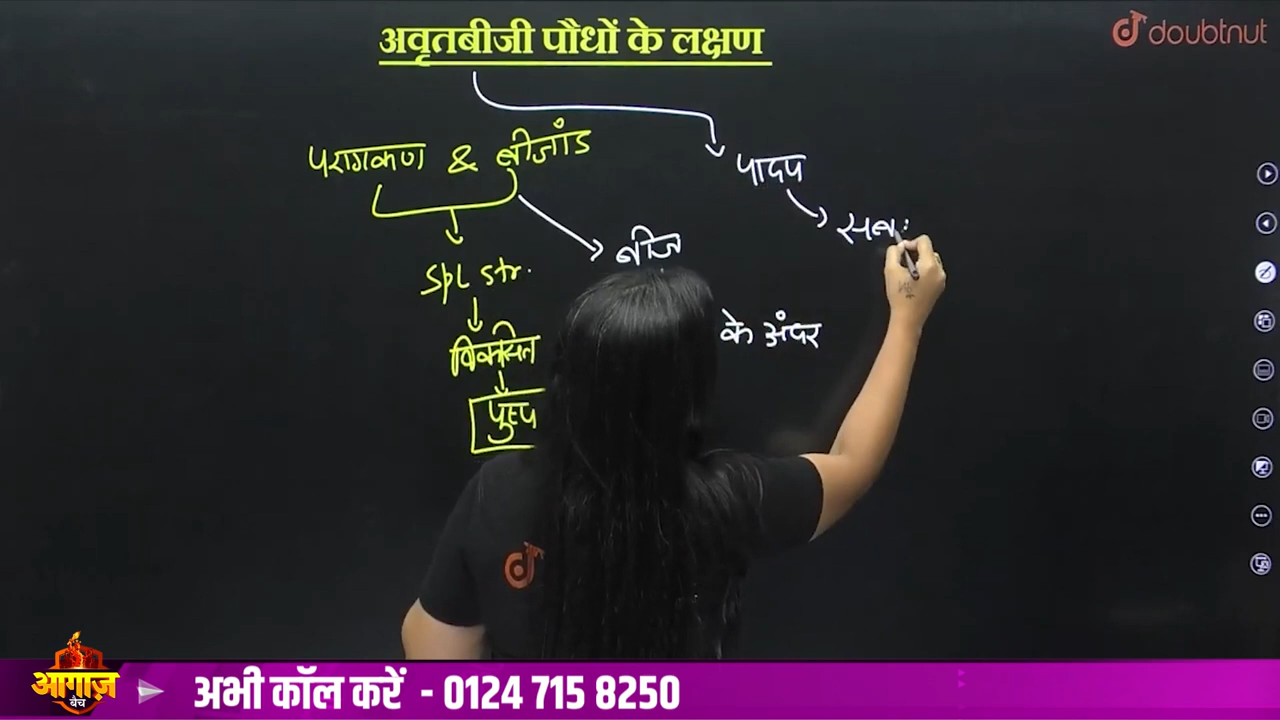 अवृतबीजी पौधों के लक्षण
doubtnut
परागकण & बीजांड
पादप
बीज
spl str.
के अंदर
विकसित
पुष्प
आगाज़
बैच
अभी कॉल करें - 0124 715 8250